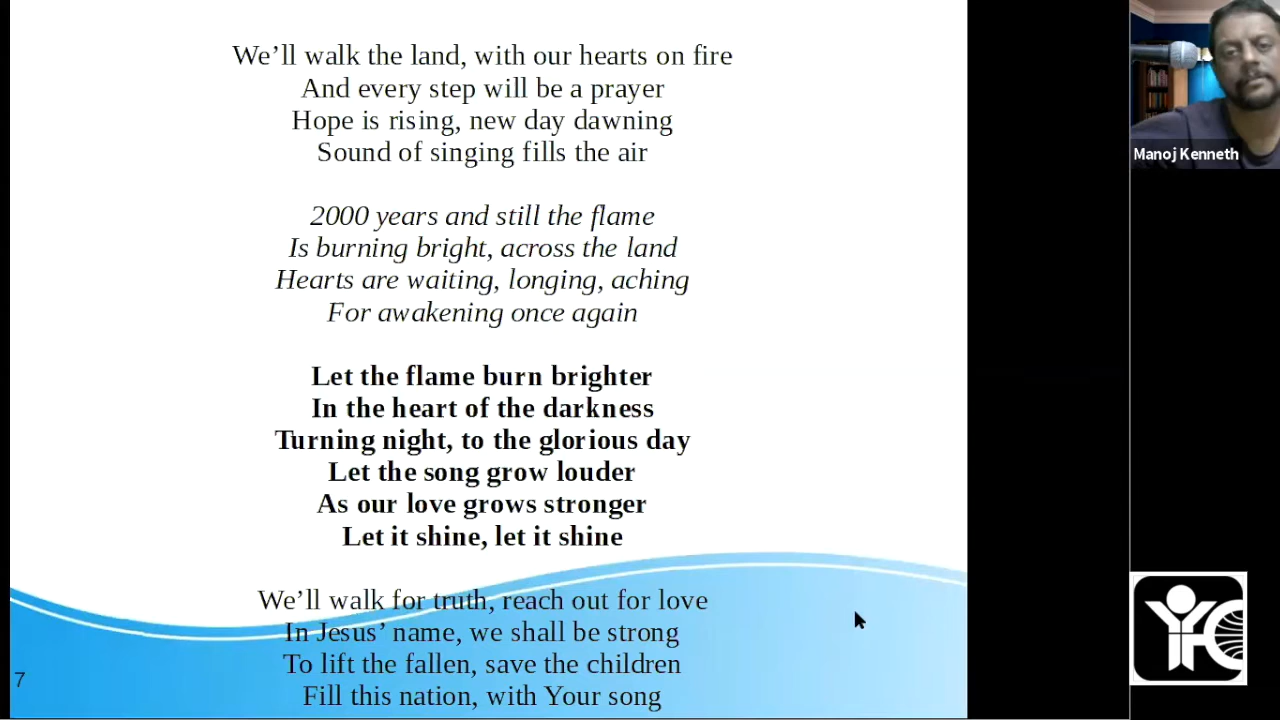 We’ll walk the land, with our hearts on fire
And every step will be a prayer
Hope is rising, new day dawning
Sound of singing fills the air
2000 years and still the flame
Is burning bright, across the land
Hearts are waiting, longing, aching
For awakening once again
Let the flame burn brighter
In the heart of the darkness
Turning night, to the glorious day
Let the song grow louder
As our love grows stronger
Let it shine, let it shine
We’ll walk for truth, reach out for love
In Jesus’ name, we shall be strong
To lift the fallen, save the children
Fill this nation, with Your song
7
Manoj Kenneth
YFC